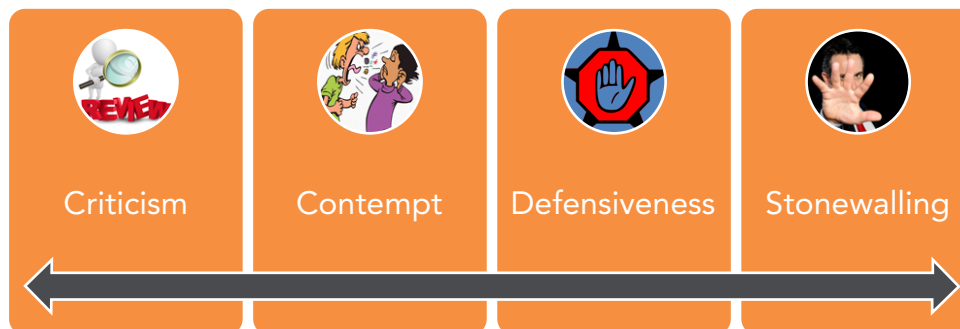 REVIEW
Criticism
Contempt
Defensiveness
Stonewalling